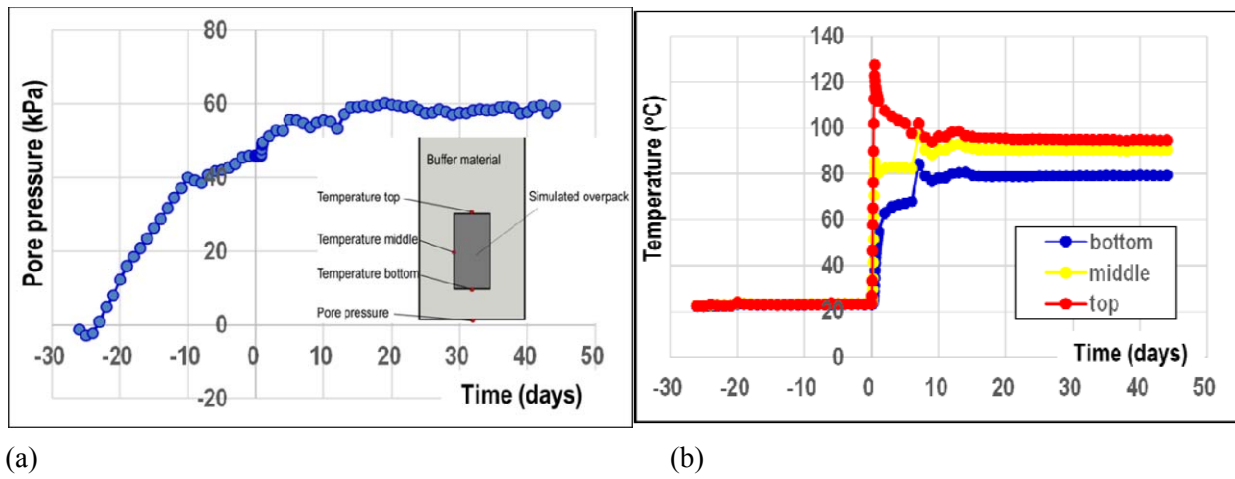 Pore pressure (kPa)
80
60
40
20
0
-20
-30
-20
-10
0
10
20
30
40
50
Time (days)
Buffer material
Temperature top
Simulated overpack
Temperature middle
Temperature bottom
Pore pressure
(a)
Temperature (ºC)
140
120
100
80
60
40
20
0
-30
-20
-10
0
10
20
30
40
50
Time (days)
bottom
middle
top
(b)